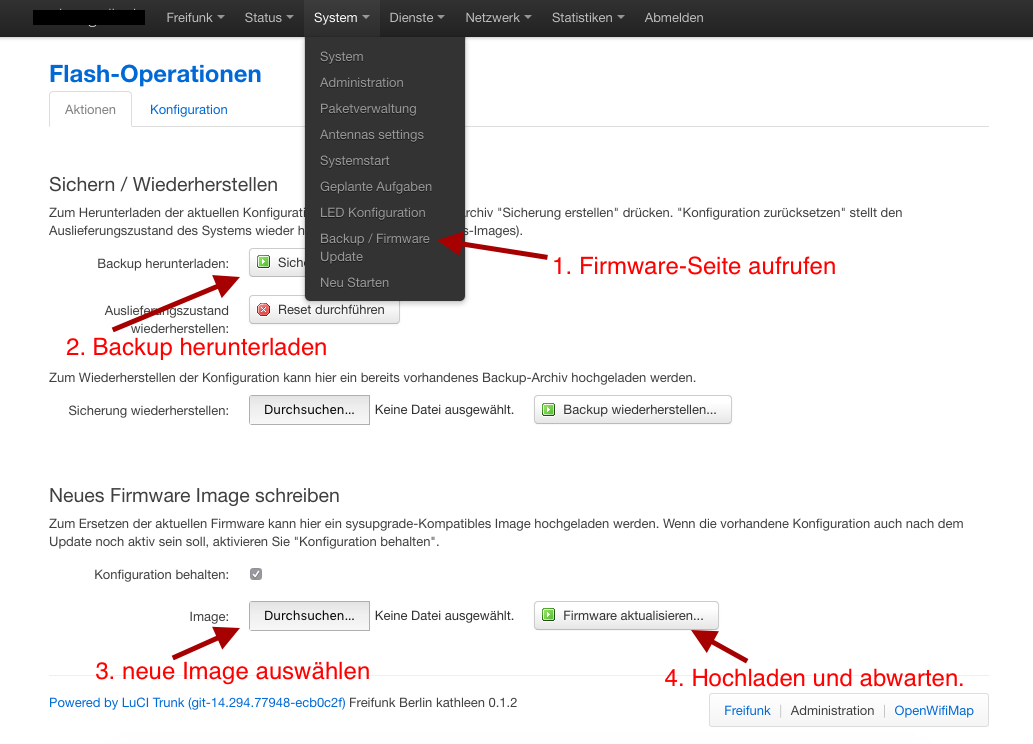 Freifunk Status System Dienste Netzwerk Statistiken Abmelden
System
Administration
Paketverwaltung
Antennas settings
Systemstart
Geplante Aufgaben
LED Konfiguration
Backup / Firmware
Update
Neu Starten
Flash-Operationen
Aktionen Konfiguration
Sichern / Wiederherstellen
Zum Herunterladen der aktuellen Konfigurati rchiv "Sicherung erstellen" drücken. "Konfiguration zurücksetzen" stellt den
Auslieferungszustand des Systems wieder h s-Images).
1. Firmware-Seite aufrufen
Backup herunterladen: Siche
Auslieferungszustand Reset durchführen
wiederherstellen:
2. Backup herunterladen
Zum Wiederherstellen der Konfiguration kann hier ein bereits vorhandenes Backup-Archiv hochgeladen werden.
Sicherung wiederherstellen: Durchsuchen... Keine Datei ausgewählt. Backup wiederherstellen...
Neues Firmware Image schreiben
Zum Ersetzen der aktuellen Firmware kann hier ein sysupgrade-Kompatibles Image hochgeladen werden. Wenn die vorhandene Konfiguration auch nach dem
Update noch aktiv sein soll, aktivieren Sie "Konfiguration behalten".
Konfiguration behalten:
Image: Durchsuchen... Keine Datei ausgewählt. Firmware aktualisieren...
3. neue Image auswählen
4. Hochladen und abwarten.
Powered by LuCI Trunk (git-14.294.77948-ecb0c2f) Freifunk Berlin kathleen 0.1.2
Freifunk | Administration | OpenWifiMap